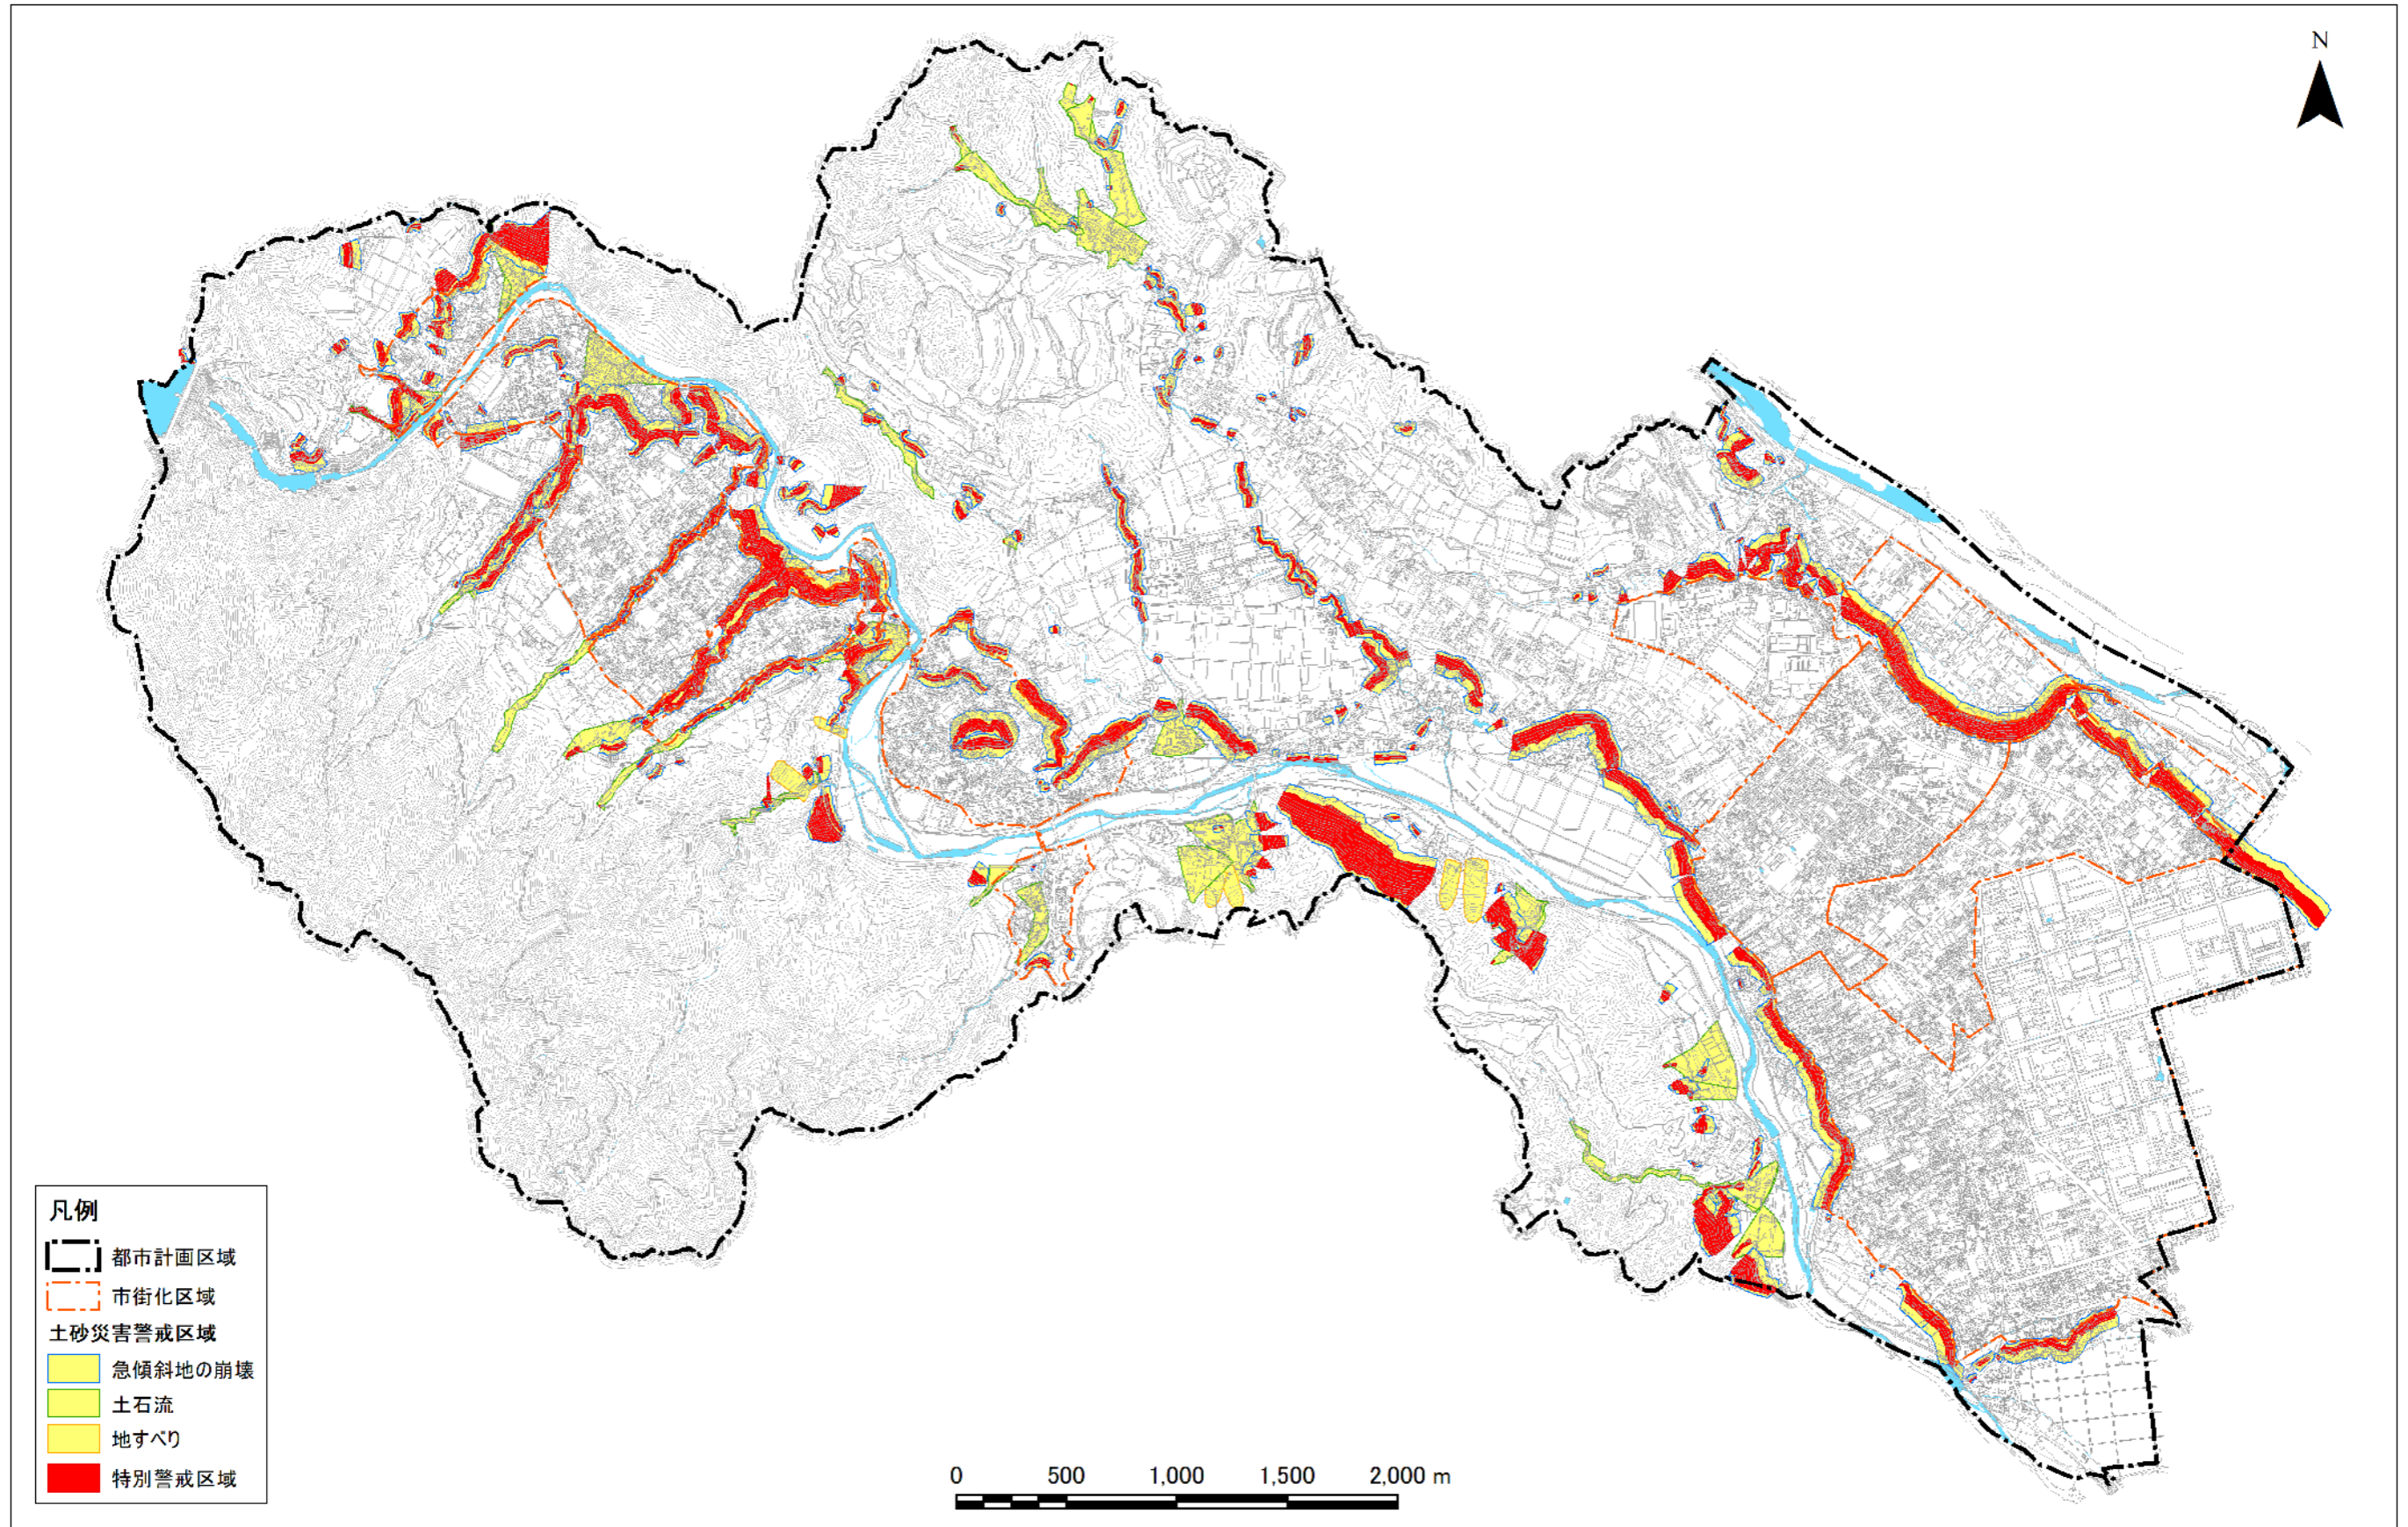 N
凡例
都市計画区域
市街化区域
土砂災害警戒区域
急傾斜地の崩壊
土石流
地すべり
特別警戒区域
0 500 1,000 1,500 2,000 m